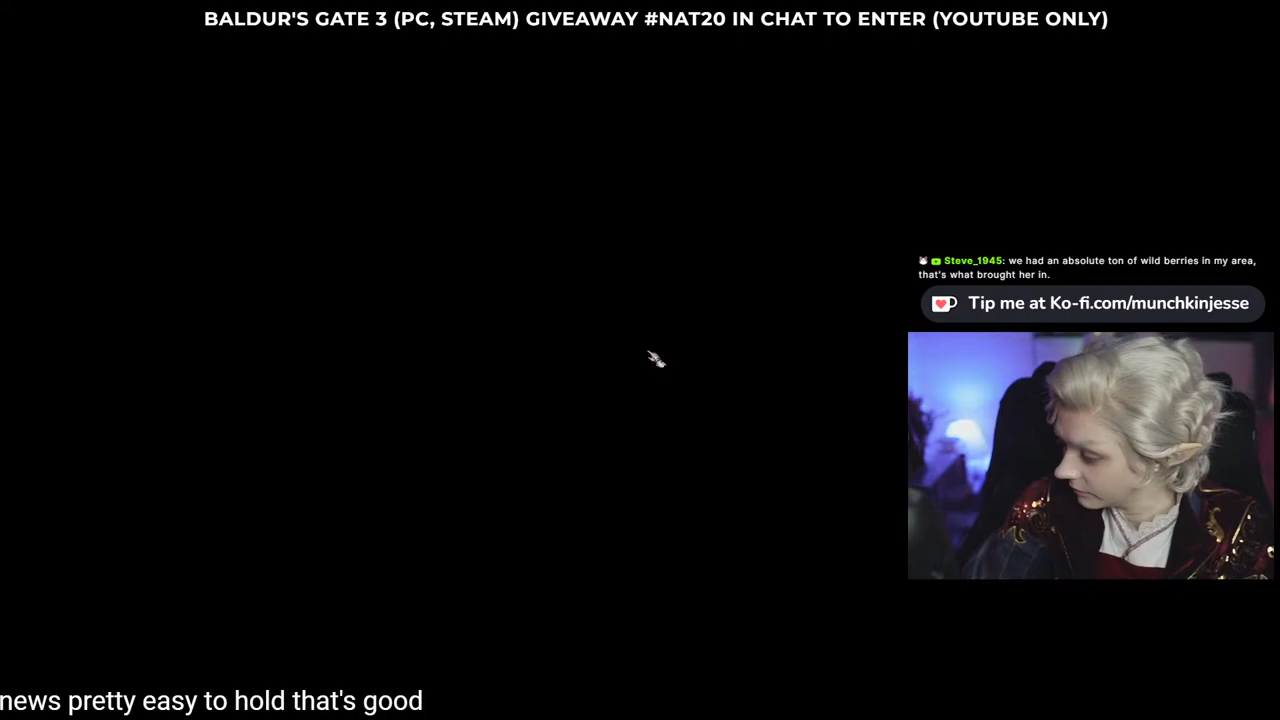 BALDUR'S GATE 3 (PC, STEAM) GIVEAWAY #NAT20 IN CHAT TO ENTER (YOUTUBE ONLY)
Steve_1945: we had an absolute ton of wild berries in my area,
that's what brought her in.
Tip me at Ko-fi.com/munchkinjesse
news pretty easy to hold that's good